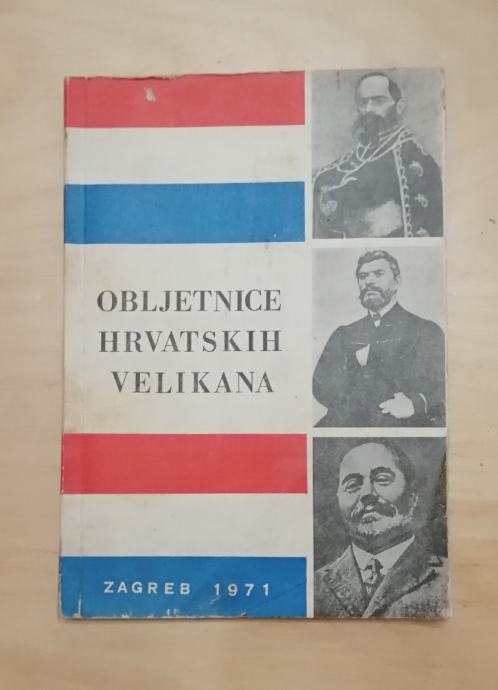 OBLJETNICE
HRVATSKIH
VELIKANA
ZAGREB 1971